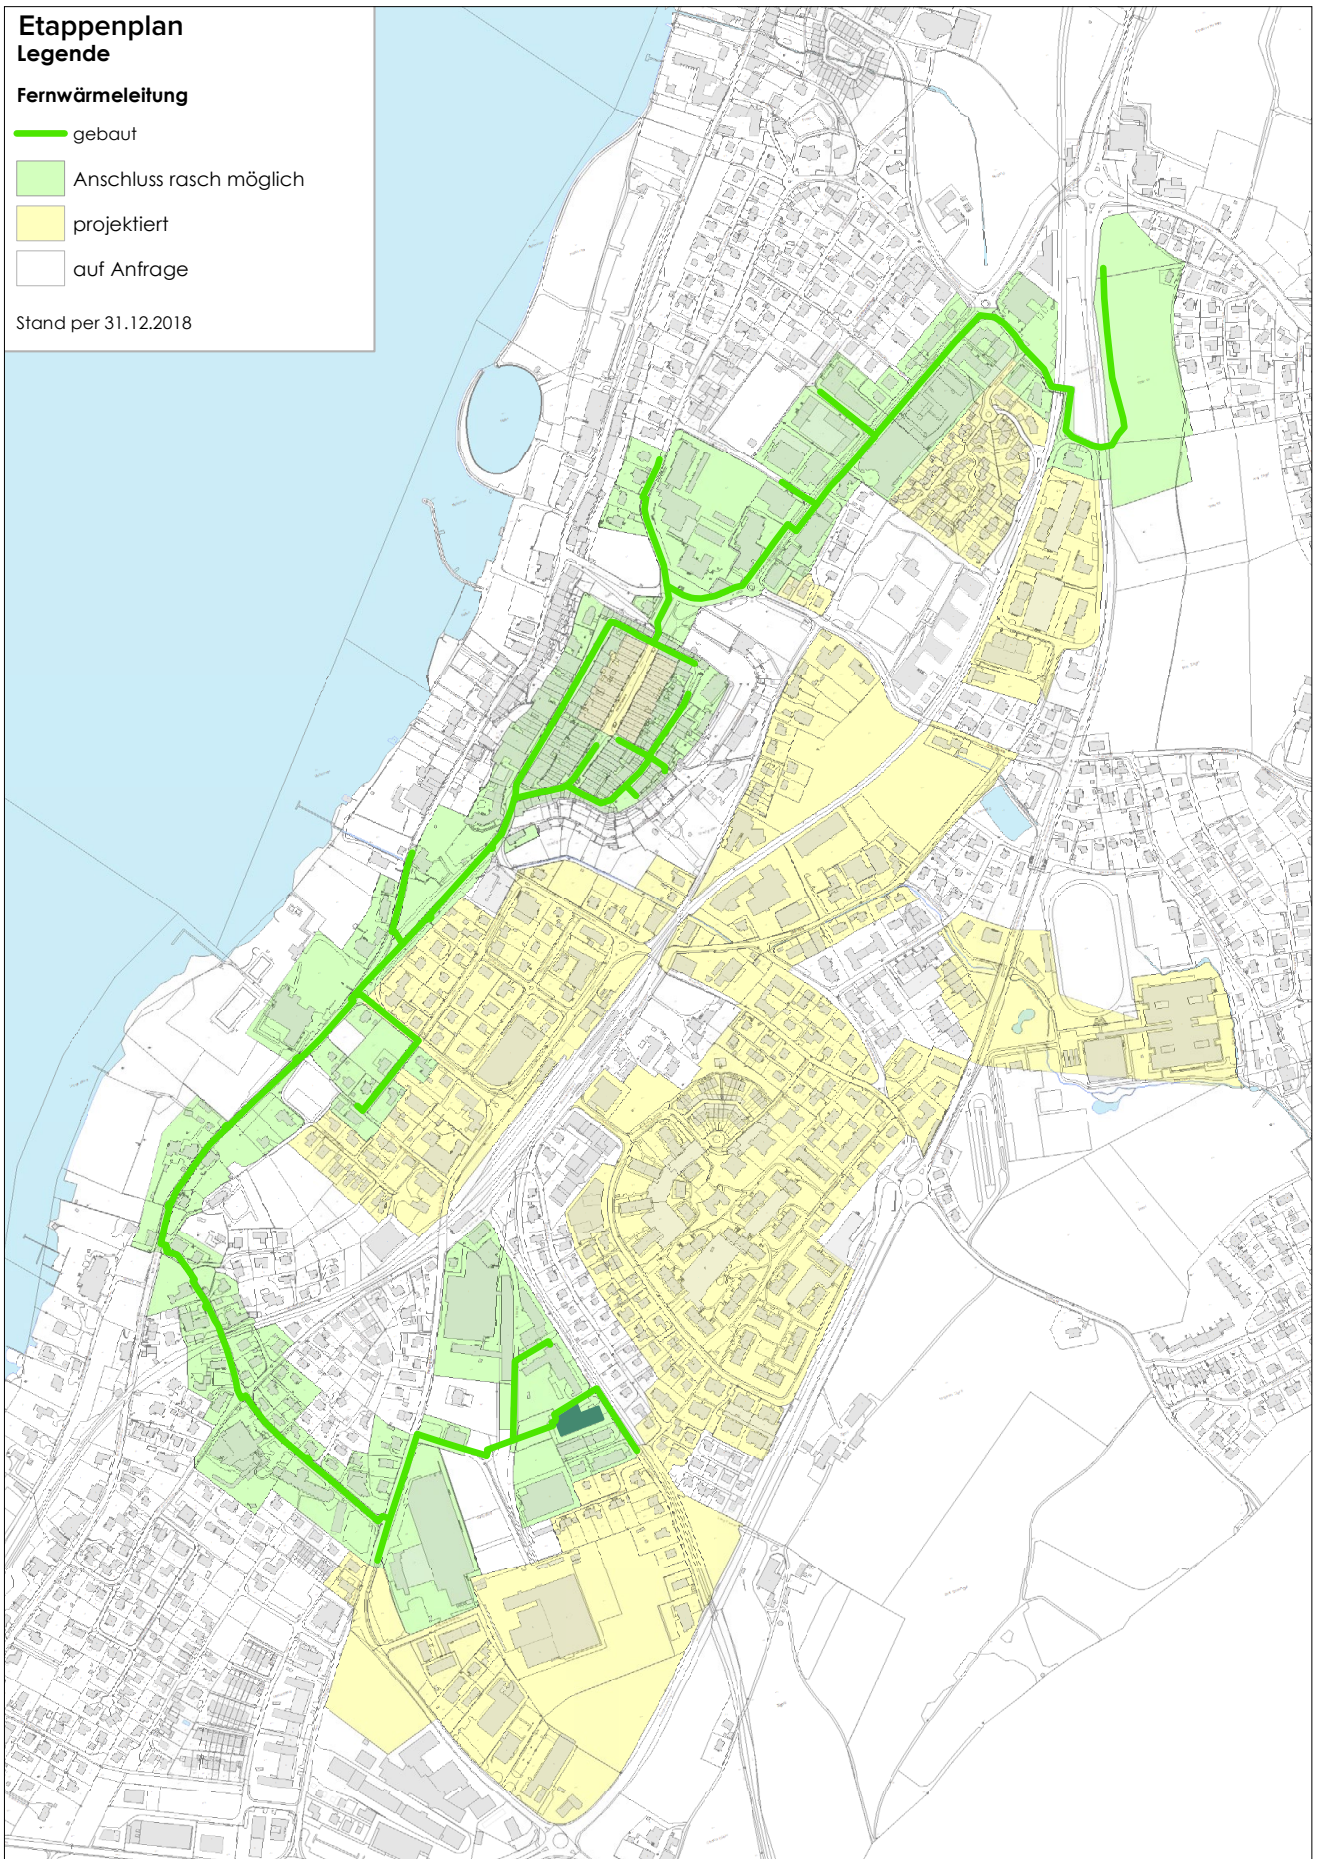 Etappenplan
Legende
Fernwärmeleitung
gebaut
Anschluss rasch möglich
projektiert
auf Anfrage
Stand per 31.12.2018